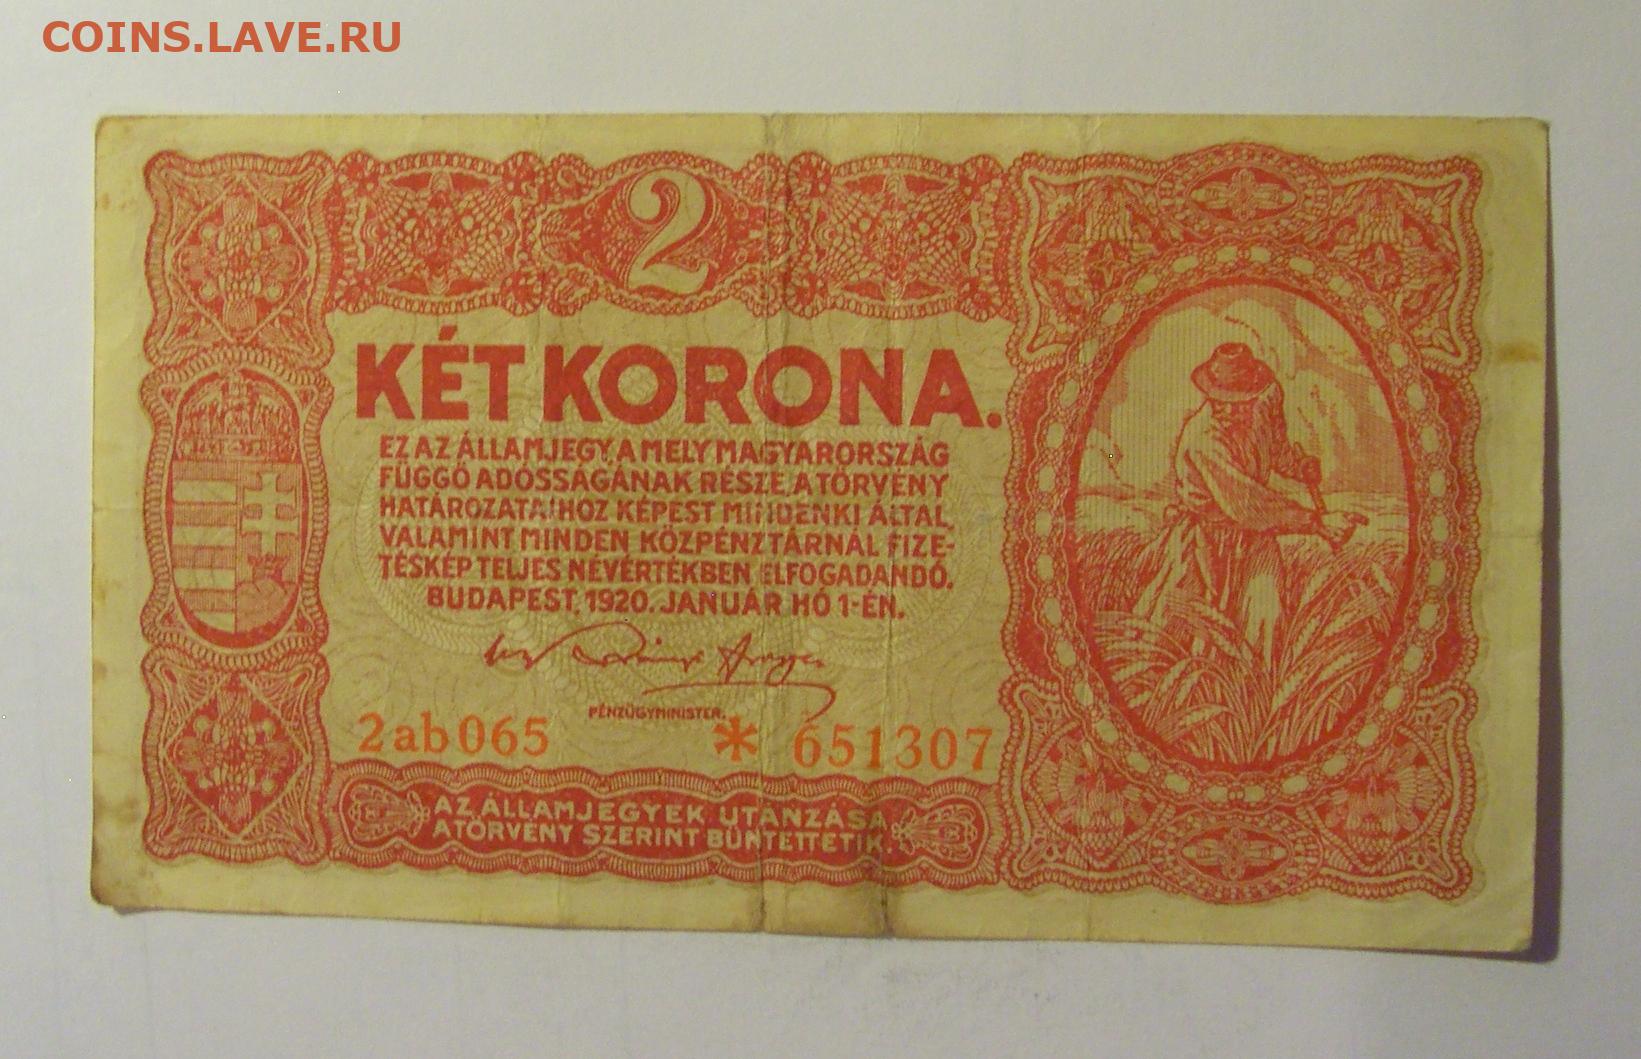 COINS.LAVE.RU
2
KÉT KORONA.
EZ AZ ÁLLAMJEGY, A MELY MAGYARORSZÁG
FÜGGŐ ADÓSSÁGÁNAK RÉSZE, A TÖRVÉNY
HATÁROZATAIHOZ KÉPEST MINDENKI ÁLTAL,
VALAMINT MINDEN KÖZPÉNZTÁRNÁL FIZE-
TÉSKÉP TELJES NÉVÉRTÉKBEN ELFOGADANDÓ.
BUDAPEST, 1920. JANUÁR HÓ 1-ÉN.
PÉNZÜGYMINISTER.
2ab065 * 651307
AZ ÁLLAMJEGYEK UTÁNZÁSA
A TÖRVÉNY SZERINT BÜNTETTETIK.